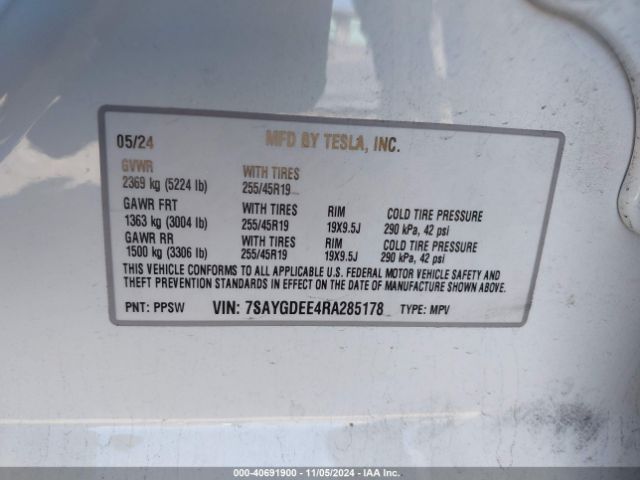 05/24 MFD BY TESLA, INC.
GVWR
2369 kg (5224 lb) WITH TIRES 255/45R19
GAWR FRT
1363 kg (3004 lb) WITH TIRES 255/45R19 RIM 19X9.5J COLD TIRE PRESSURE 290 kPa, 42 psi
GAWR RR
1500 kg (3306 lb) WITH TIRES 255/45R19 RIM 19X9.5J COLD TIRE PRESSURE 290 kPa, 42 psi
THIS VEHICLE CONFORMS TO ALL APPLICABLE U.S. FEDERAL MOTOR VEHICLE SAFETY AND
THEFT PREVENTION STANDARDS IN EFFECT ON THE DATE OF MANUFACTURE SHOWN ABOVE.
PNT: PPSW VIN: 7SAYGDEE4RA285178 TYPE: MPV
000-40691900 - 11/05/2024 - IAA Inc.